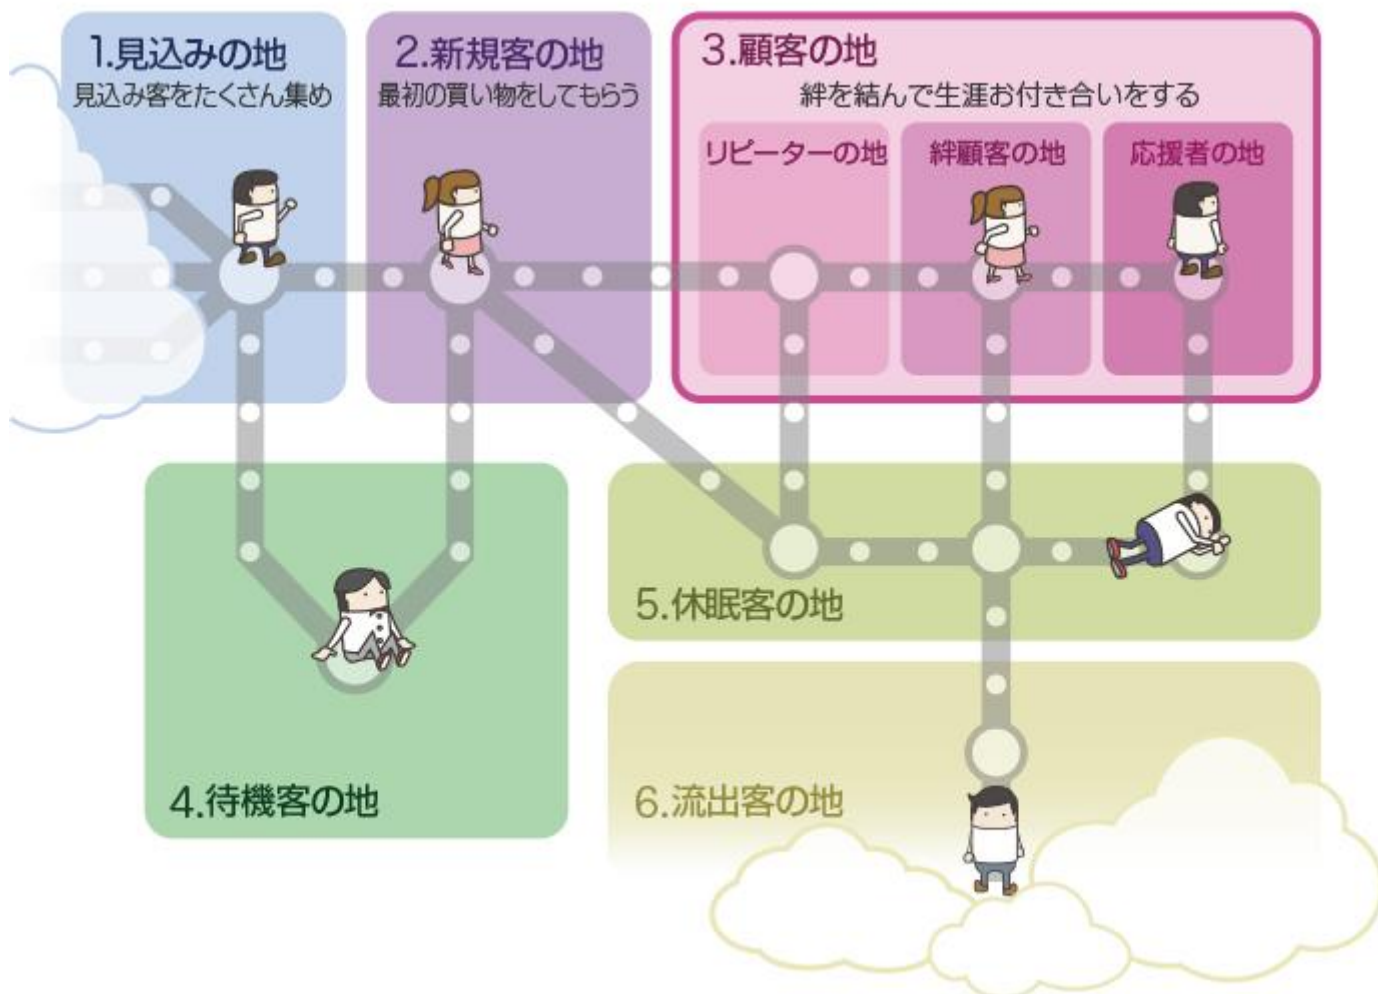 1.見込みの地
見込み客をたくさん集め
2.新規客の地
最初の買い物をしてもらう
3.顧客の地
絆を結んで生涯お付き合いをする
リピーターの地
絆顧客の地
応援者の地
4.待機客の地
5.休眠客の地
6.流出客の地